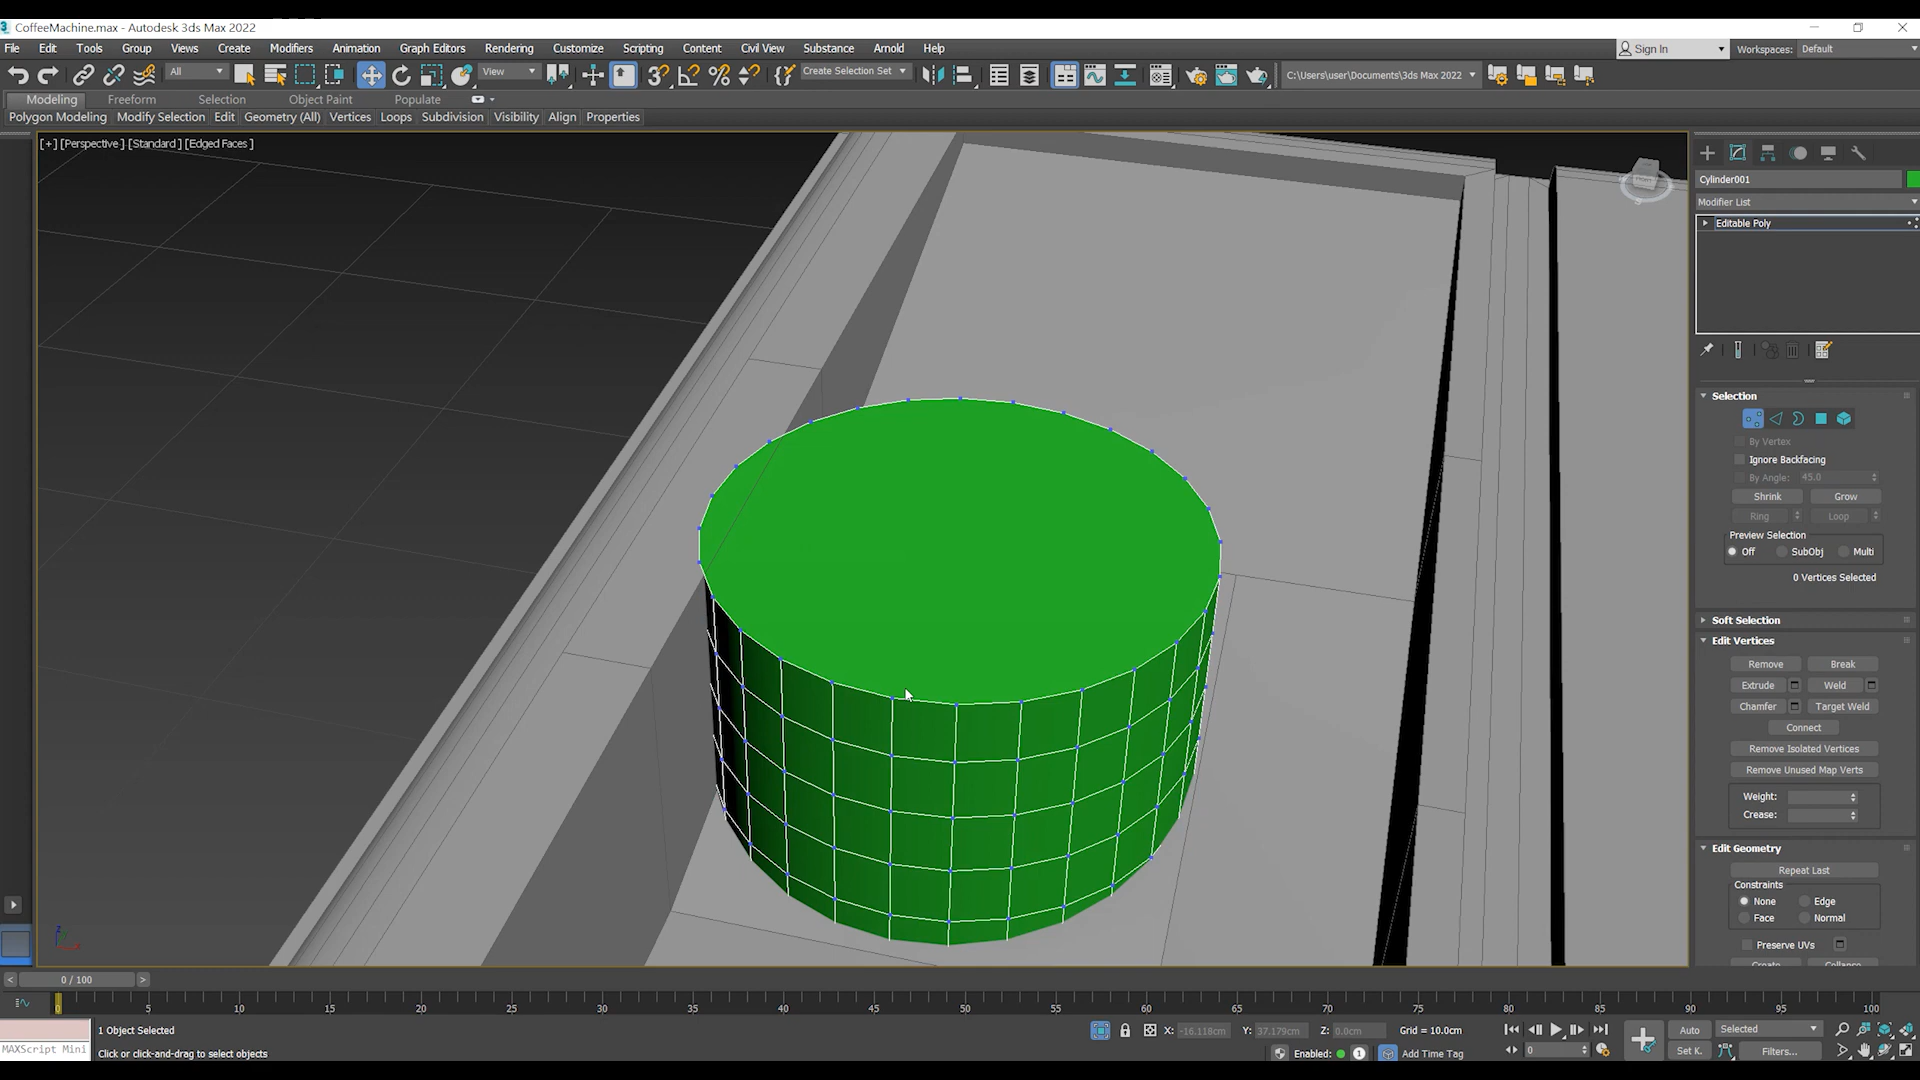 CoffeeMachine.max - Autodesk 3ds Max 2022
File Edit Tools Group Views Create Modifiers Animation Graph Editors Rendering Customize Scripting Content Civil View Substance Arnold Help
Sign In Workspaces: Default
All View Create Selection Set C:\Users\user\Documents\3ds Max 2022
Modeling Freeform Selection Object Paint Populate
Polygon Modeling Modify Selection Edit Geometry (All) Vertices Loops Subdivision Visibility Align Properties
[+] [Perspective ] [Standard ] [Edged Faces ]
Cylinder001
Modifier List
Editable Poly
Selection
By Vertex
Ignore Backfacing
By Angle: 45.0
Shrink Grow
Ring Loop
Preview Selection
Off SubObj Multi
0 Vertices Selected
Soft Selection
Edit Vertices
Remove Break
Extrude Weld
Chamfer Target Weld
Connect
Remove Isolated Vertices
Remove Unused Map Verts
Weight:
Crease:
Edit Geometry
Repeat Last
Constraints
None Edge
Face Normal
Preserve UVs
Create Collapse
0 / 100
0 5 10 15 20 25 30 35 40 45 50 55 60 65 70 75 80 85 90 95 100
1 Object Selected X: -16.118cm Y: 37.179cm Z: 0.0cm Grid = 10.0cm Auto Selected
MAXScript Mini Click or click-and-drag to select objects Enabled: 1 Add Time Tag 0 Set K. Filters...